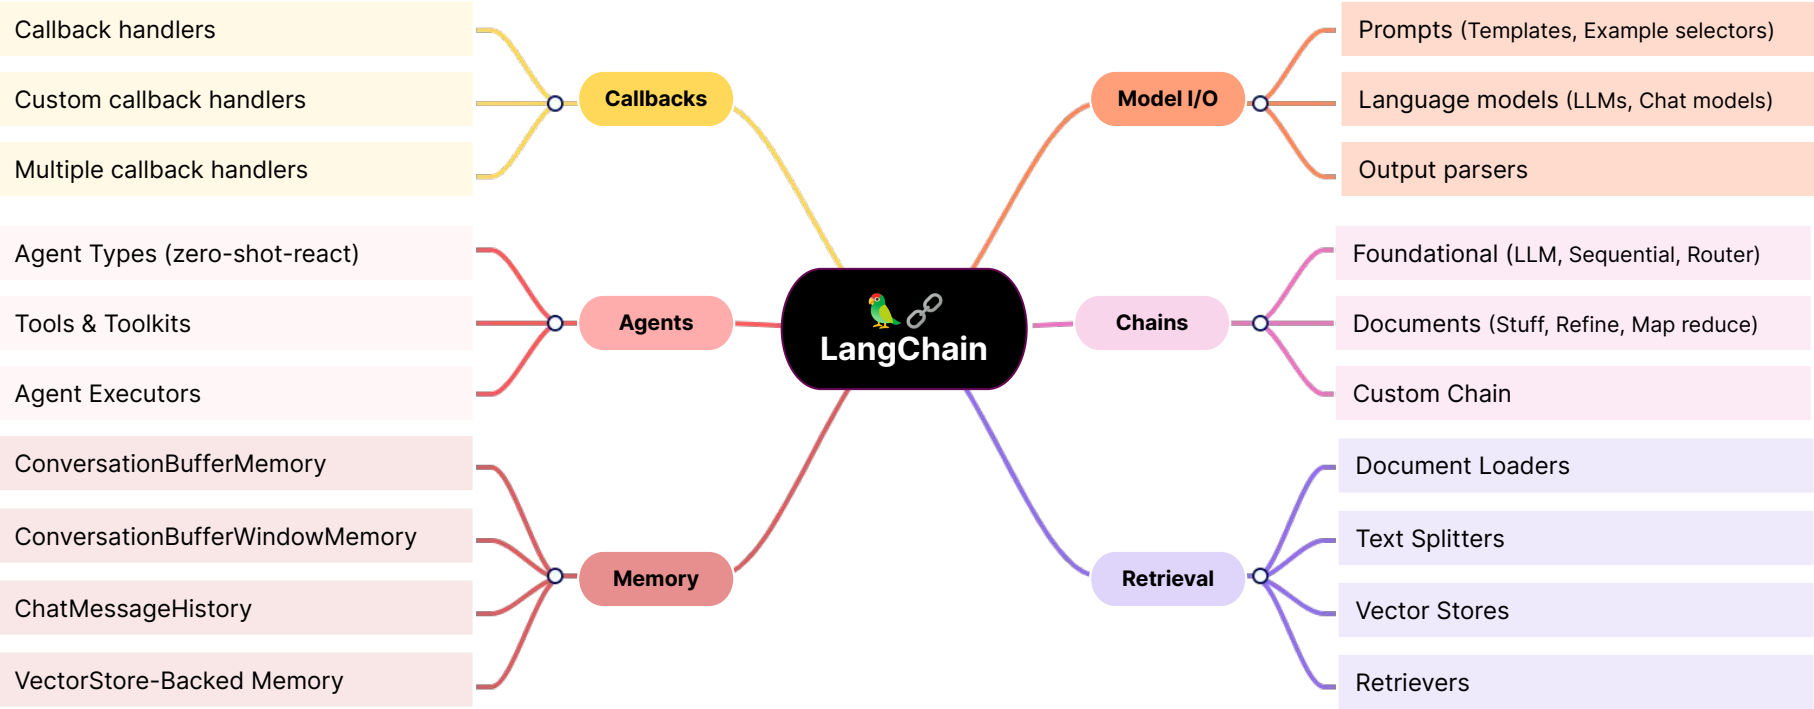 Callback handlers
Custom callback handlers
Multiple callback handlers
Callbacks
Agent Types (zero-shot-react)
Tools & Toolkits
Agent Executors
Agents
ConversationBufferMemory
ConversationBufferWindowMemory
ChatMessageHistory
VectorStore-Backed Memory
Memory
LangChain
Model I/O
Prompts (Templates, Example selectors)
Language models (LLMs, Chat models)
Output parsers
Chains
Foundational (LLM, Sequential, Router)
Documents (Stuff, Refine, Map reduce)
Custom Chain
Retrieval
Document Loaders
Text Splitters
Vector Stores
Retrievers